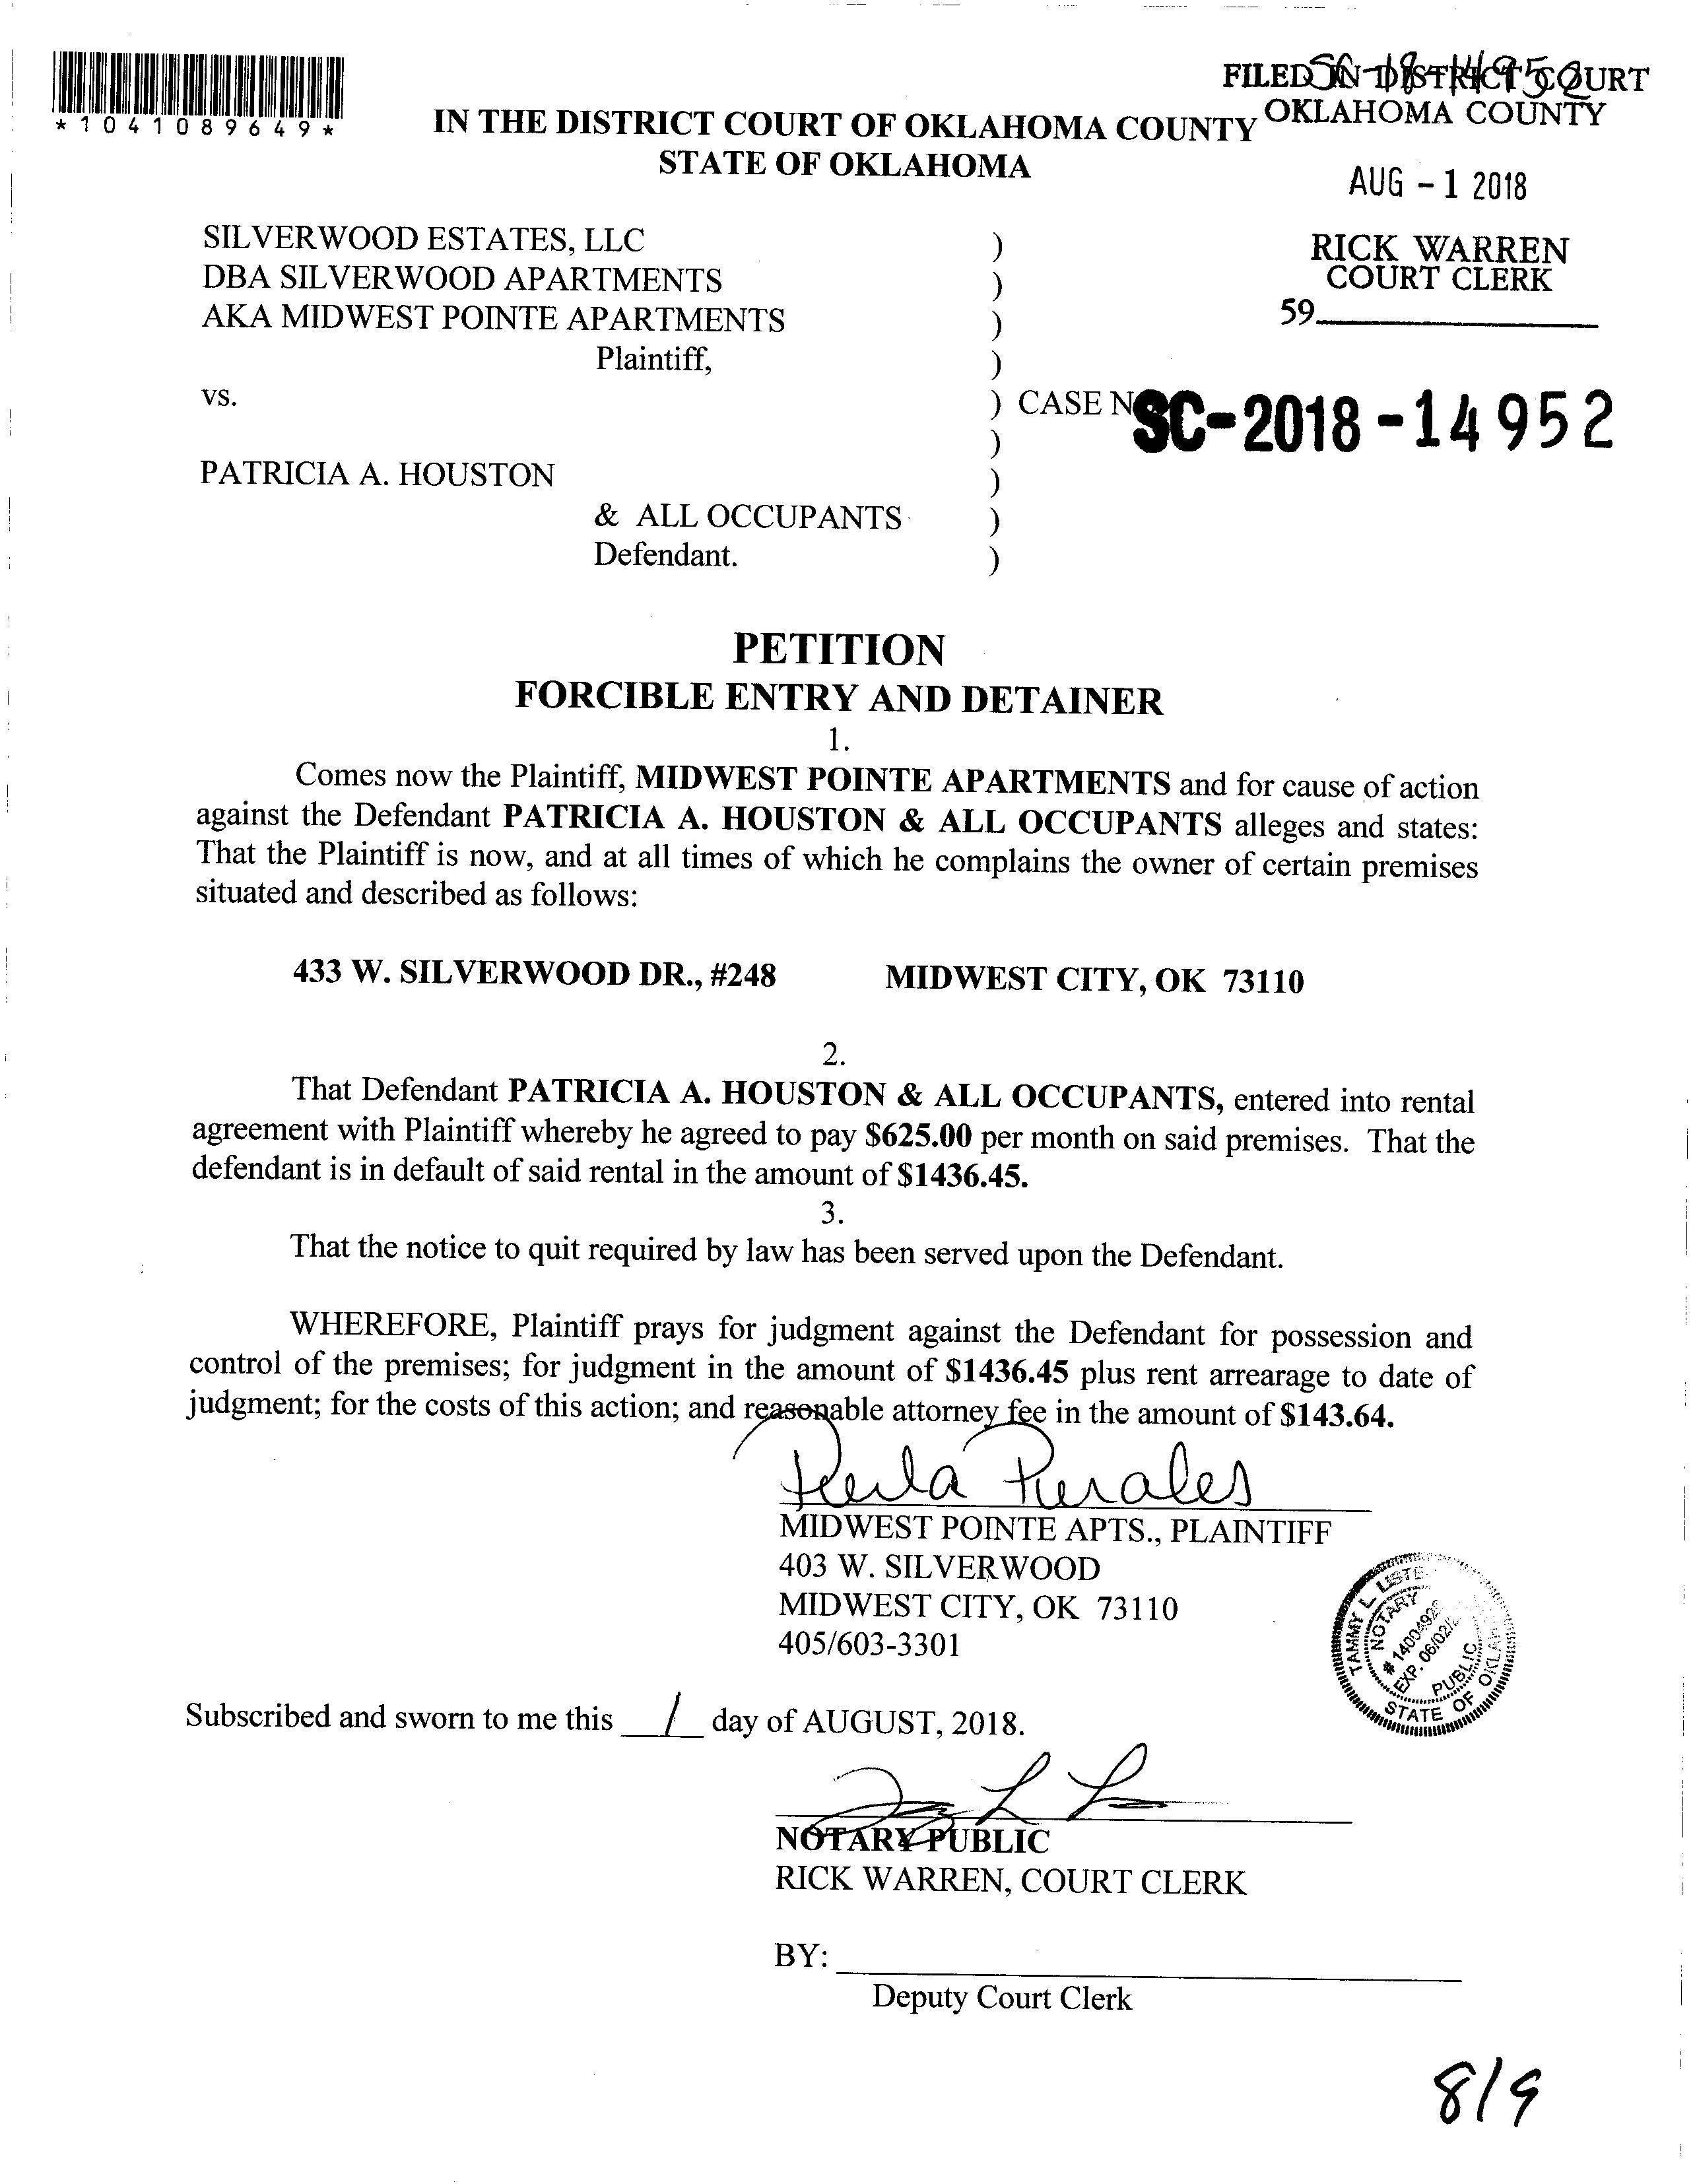 *1041089649*
SC-18-14952
FILED IN DISTRICT COURT
OKLAHOMA COUNTY
IN THE DISTRICT COURT OF OKLAHOMA COUNTY
STATE OF OKLAHOMA
AUG - 1 2018
RICK WARREN
COURT CLERK
59
SILVERWOOD ESTATES, LLC )
DBA SILVERWOOD APARTMENTS )
AKA MIDWEST POINTE APARTMENTS )
Plaintiff, )
vs. ) CASE N SC-2018-14952
)
PATRICIA A. HOUSTON )
& ALL OCCUPANTS )
Defendant. )
PETITION
FORCIBLE ENTRY AND DETAINER
1.
Comes now the Plaintiff, MIDWEST POINTE APARTMENTS and for cause of action
against the Defendant PATRICIA A. HOUSTON & ALL OCCUPANTS alleges and states:
That the Plaintiff is now, and at all times of which he complains the owner of certain premises
situated and described as follows:
433 W. SILVERWOOD DR., #248 MIDWEST CITY, OK 73110
2.
That Defendant PATRICIA A. HOUSTON & ALL OCCUPANTS, entered into rental
agreement with Plaintiff whereby he agreed to pay $625.00 per month on said premises. That the
defendant is in default of said rental in the amount of $1436.45.
3.
That the notice to quit required by law has been served upon the Defendant.
WHEREFORE, Plaintiff prays for judgment against the Defendant for possession and
control of the premises; for judgment in the amount of $1436.45 plus rent arrearage to date of
judgment; for the costs of this action; and reasonable attorney fee in the amount of $143.64.
Perla Perales
MIDWEST POINTE APTS., PLAINTIFF
403 W. SILVERWOOD
MIDWEST CITY, OK 73110
405/603-3301
TAMMY L. LISTE
NOTARY
PUBLIC
STATE OF OKLAH
Subscribed and sworn to me this 1 day of AUGUST, 2018.
NOTARY PUBLIC
RICK WARREN, COURT CLERK
BY:
Deputy Court Clerk
8/9